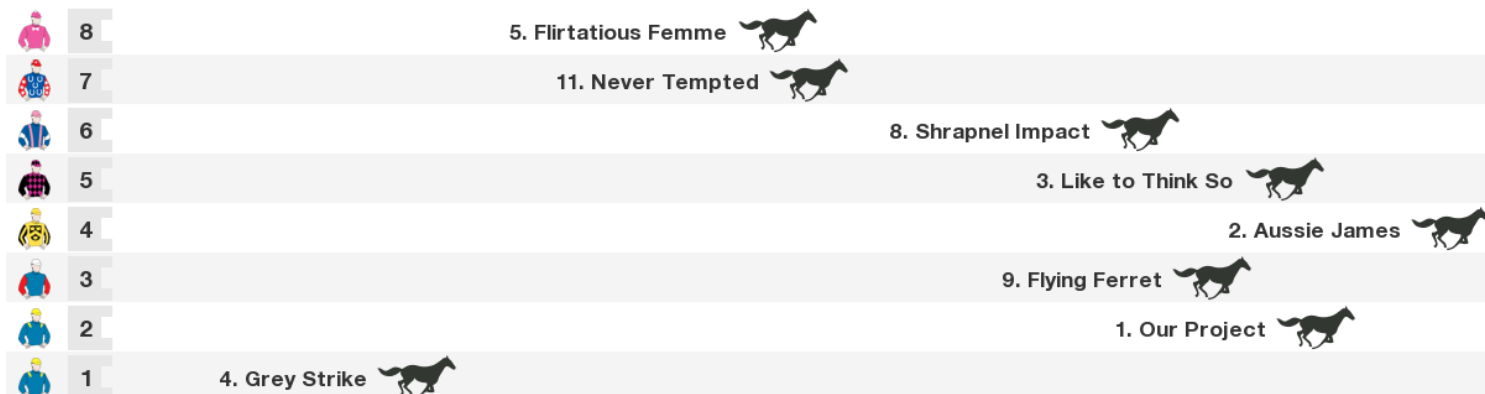 8 5. Flirtatious Femme
7 11. Never Tempted
6 8. Shrapnel Impact
5 3. Like to Think So
4 2. Aussie James
3 9. Flying Ferret
2 1. Our Project
1 4. Grey Strike